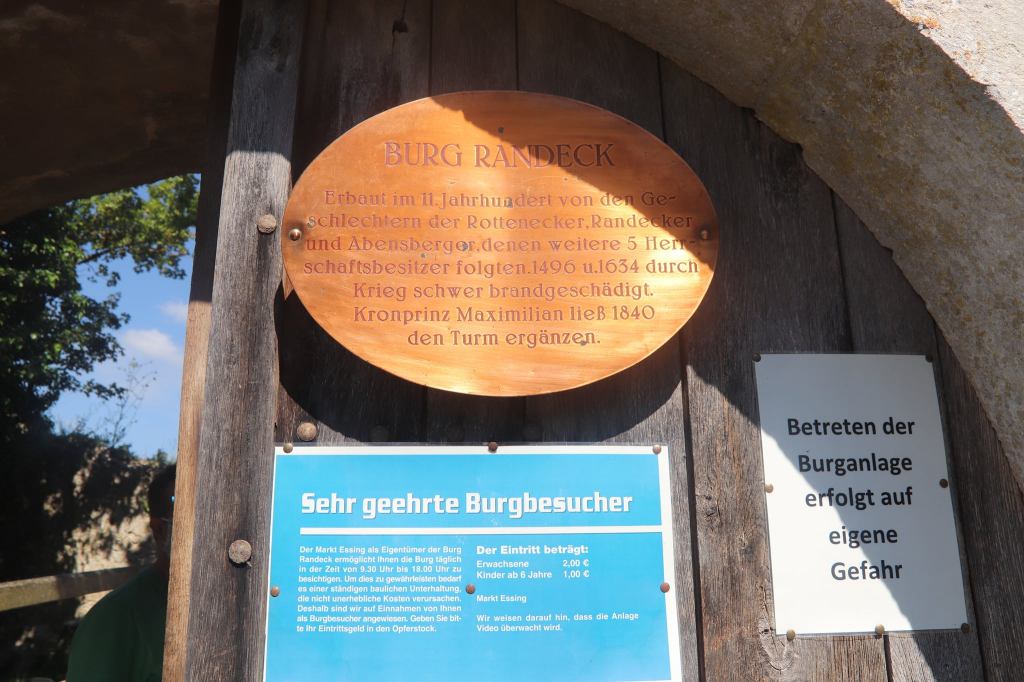 BURG RANDECK
Erbaut im 11. Jahrhundert von den Ge-
schlechtern der Rottenecker, Randecker
und Abensberger, denen weitere 5 Herr-
schaftsbesitzer folgten. 1496 u. 1634 durch
Krieg schwer brandgeschädigt.
Kronprinz Maximilian ließ 1840
den Turm ergänzen.
Sehr geehrte Burgbesucher
Der Markt Essing als Eigentümer der Burg
Randeck ermöglicht Ihnen die Burg täglich
in der Zeit von 9.30 Uhr bis 18.00 Uhr zu
besichtigen. Um dies zu gewährleisten bedarf
es einer ständigen baulichen Unterhaltung,
die nicht unerhebliche Kosten verursachen.
Deshalb sind wir auf Einnahmen von Ihnen
als Burgbesucher angewiesen. Geben Sie bit-
te Ihr Eintrittsgeld in den Opferstock.
Der Eintritt beträgt:
Erwachsene 2,00 €
Kinder ab 6 Jahre 1,00 €
Markt Essing
Wir weisen darauf hin, dass die Anlage
Video überwacht wird.
Betreten der
Burganlage
erfolgt auf
eigene
Gefahr